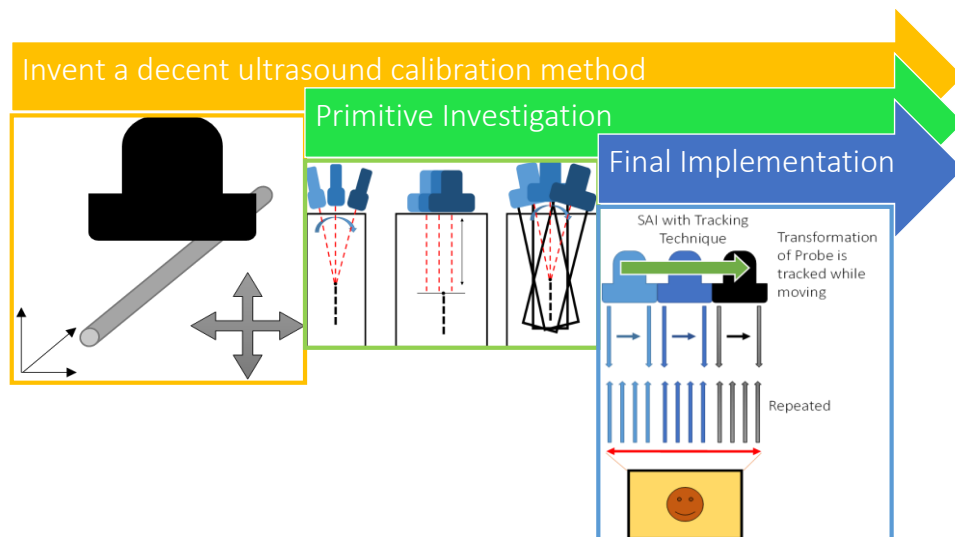 Invent a decent ultrasound calibration method
Primitive Investigation
Final Implementation
SAI with Tracking
Technique
Transformation
of Probe is
tracked while
moving
Repeated